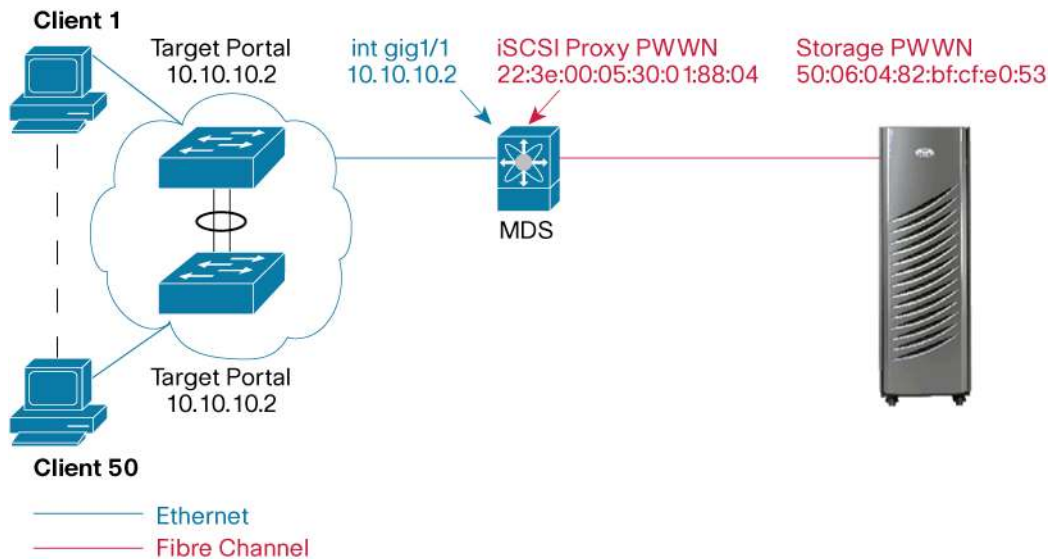 Client 1
Target Portal
10.10.10.2
int gig1/1
10.10.10.2
iSCSI Proxy PWWN
22:3e:00:05:30:01:88:04
Storage PWWN
50:06:04:82:bf:cf:e0:53
MDS
Target Portal
10.10.10.2
Client 50
Ethernet
Fibre Channel